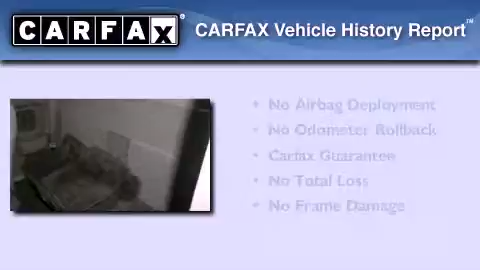 CARFAX® CARFAX Vehicle History Report™
• No Airbag Deployment
• No Odometer Rollback
• Carfax Guarantee
• No Total Loss
• No Frame Damage